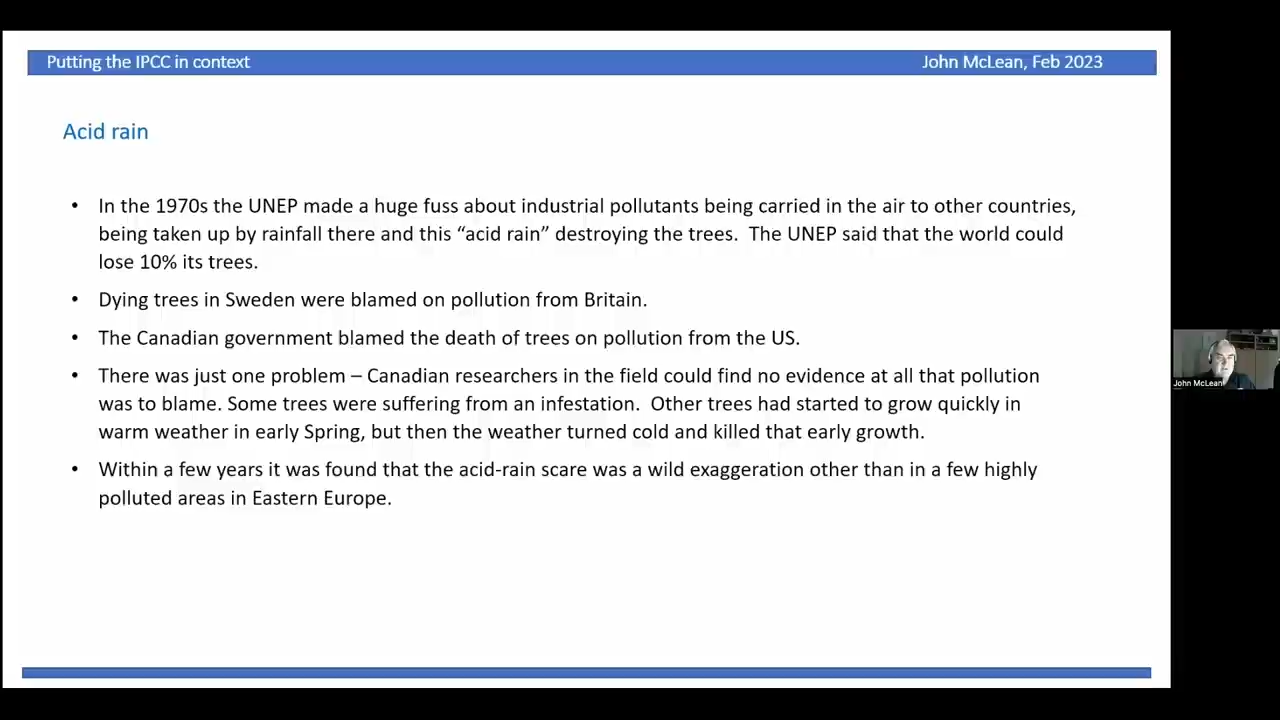 Putting the IPCC in context
John McLean, Feb 2023
Acid rain
• In the 1970s the UNEP made a huge fuss about industrial pollutants being carried in the air to other countries,
being taken up by rainfall there and this “acid rain” destroying the trees. The UNEP said that the world could
lose 10% its trees.
• Dying trees in Sweden were blamed on pollution from Britain.
• The Canadian government blamed the death of trees on pollution from the US.
• There was just one problem – Canadian researchers in the field could find no evidence at all that pollution
was to blame. Some trees were suffering from an infestation. Other trees had started to grow quickly in
warm weather in early Spring, but then the weather turned cold and killed that early growth.
• Within a few years it was found that the acid-rain scare was a wild exaggeration other than in a few highly
polluted areas in Eastern Europe.
John McLean